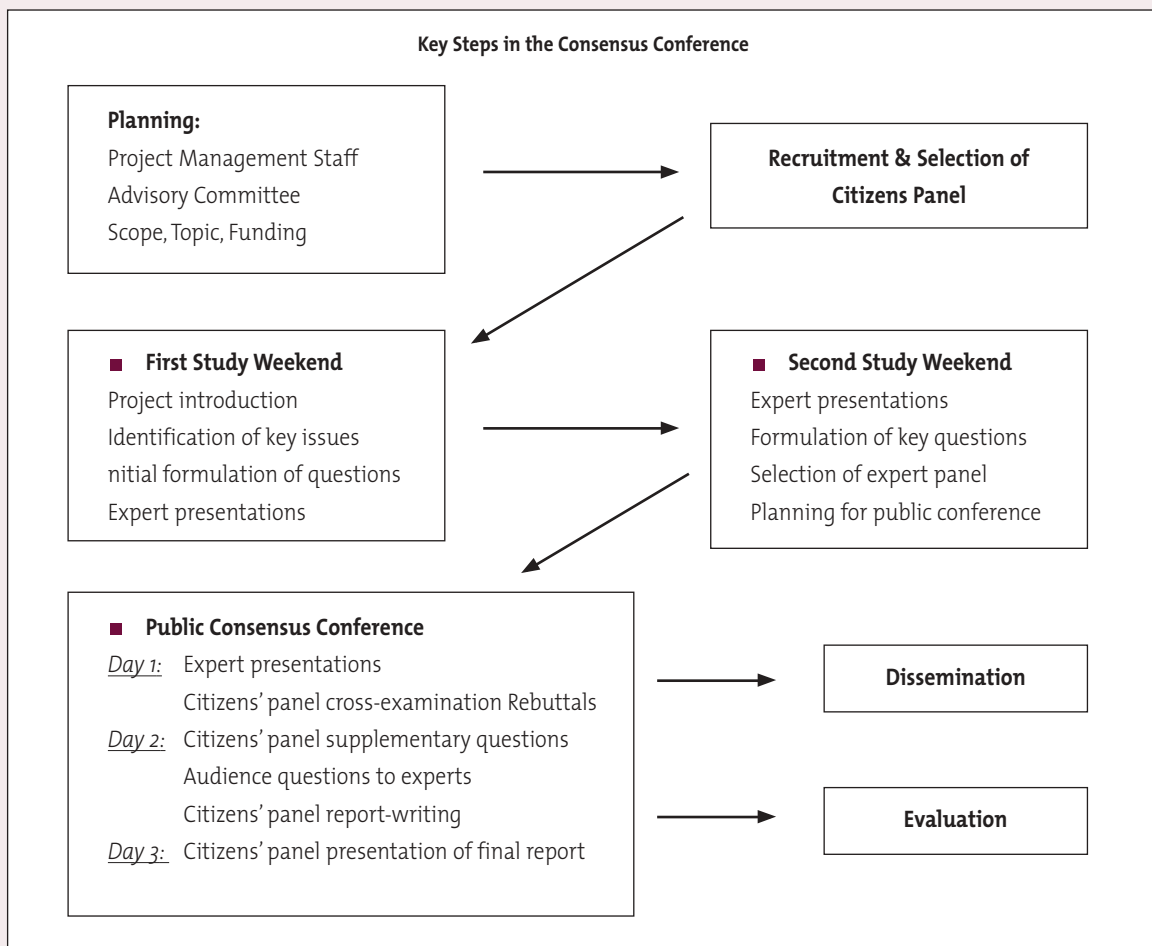 Key Steps in the Consensus Conference
Planning:
Project Management Staff
Advisory Committee
Scope, Topic, Funding
Recruitment & Selection of
Citizens Panel
First Study Weekend
Project introduction
Identification of key issues
nitial formulation of questions
Expert presentations
Second Study Weekend
Expert presentations
Formulation of key questions
Selection of expert panel
Planning for public conference
Public Consensus Conference
Day 1: Expert presentations
Citizens' panel cross-examination Rebuttals
Day 2: Citizens' panel supplementary questions
Audience questions to experts
Citizens' panel report-writing
Day 3: Citizens' panel presentation of final report
Dissemination
Evaluation